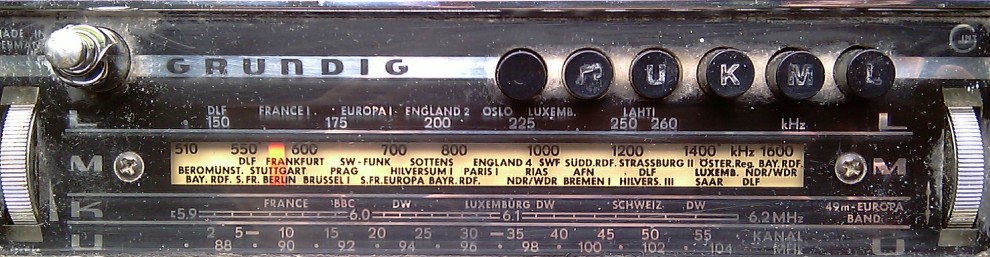 MADE IN
GRUNDIG
U K M L
DLF FRANCE I EUROPA I ENGLAND 2 OSLO LUXEMB. LAHTI
L 150 175 200 225 250 260 kHz L
510 550 600 700 800 1000 1200 1400 kHz 1600
DLF FRANKFURT SW-FUNK SOTTENS ENGLAND 4 SWF SÜDD.RDF. STRASSBURG II ÖSTER.Reg. BAY.RDF.
M BEROMÜNST. STUTTGART PRAG HILVERSUM I PARIS I RIAS AFN DLF LUXEMB. NDR/WDR M
BAY. RDF. S.FR. BERLIN BRÜSSEL I S.FR.EUROPA BAYR.RDF. NDR/WDR BREMEN I HILVERS. III SAAR DLF
K FRANCE BBC DW LUXEMBURG DW SCHWEIZ DW 49m-EUROPA
5.9 6.0 6.1 6.2 MHz BAND
2 5 10 15 20 25 30 35 40 45 50 55 KANAL
U 88 90 92 94 96 98 100 102 104 MHz U